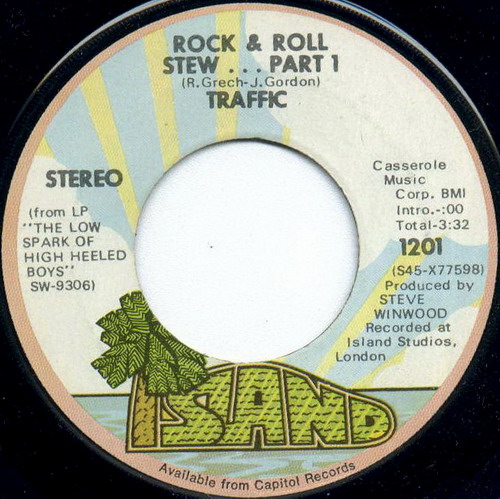 ROCK & ROLL
STEW ... PART 1
(R.Grech-J.Gordon)
TRAFFIC
STEREO
(from LP
"THE LOW
SPARK OF
HIGH HEELED
BOYS"
SW-9306)
Casserole
Music
Corp. BMI
Intro.-:00
Total-3:32
1201
(S45-X77598)
Produced by
STEVE
WINWOOD
Recorded at
Island Studios,
London
ISLAND
Available from Capitol Records